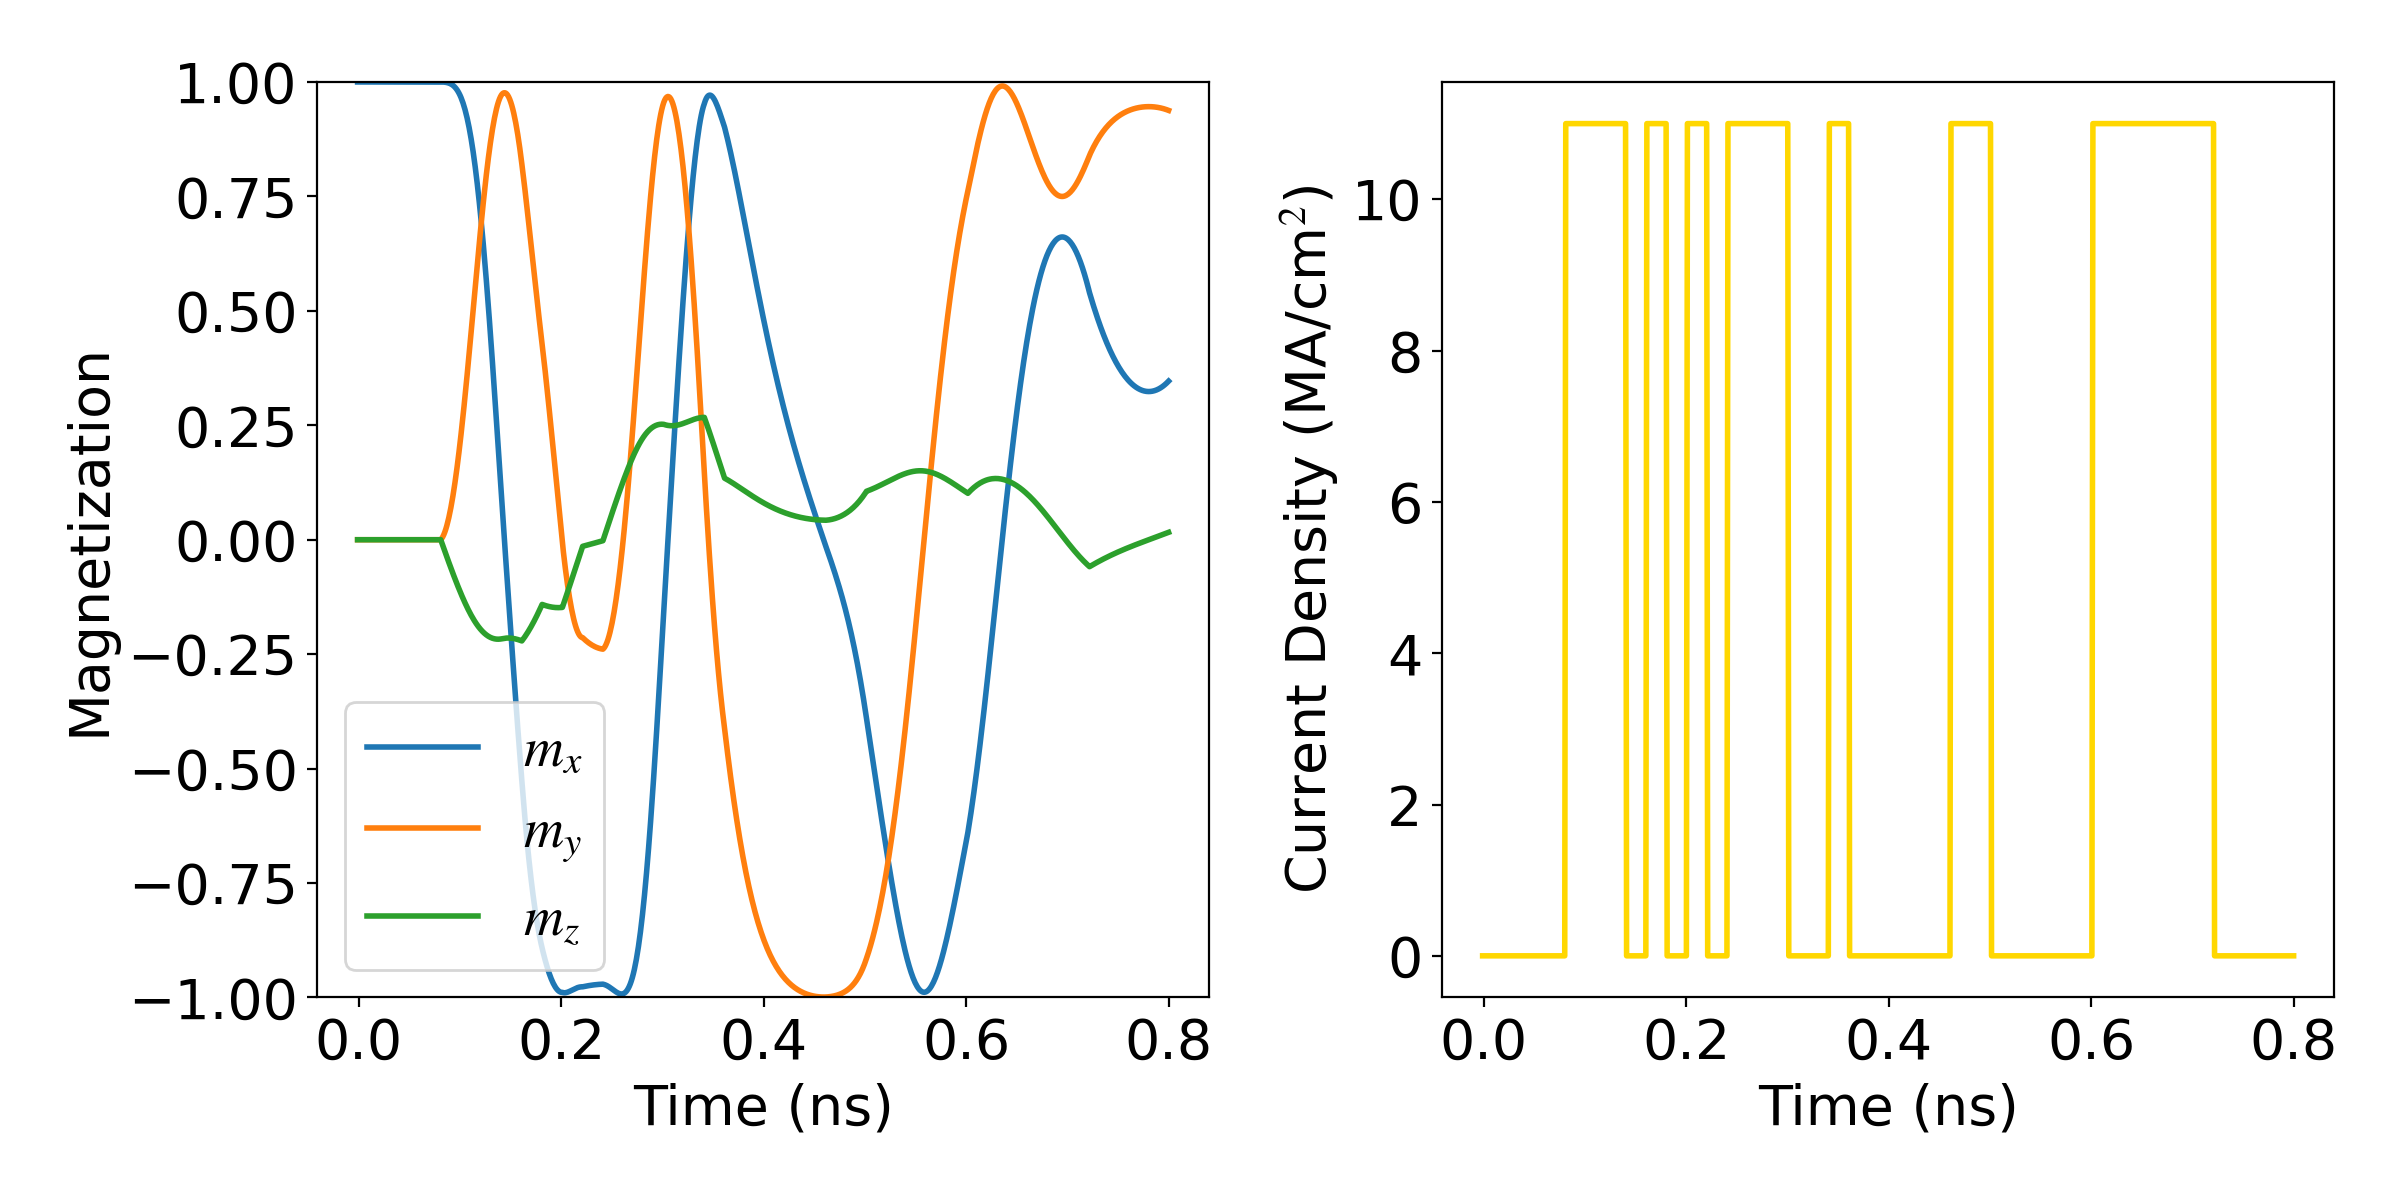 Magnetization
1.00
0.75
0.50
0.25
0.00
−0.25
−0.50
−0.75
−1.00
m_x
m_y
m_z
0.0 0.2 0.4 0.6 0.8
Time (ns)
Current Density (MA/cm²)
10
8
6
4
2
0
0.0 0.2 0.4 0.6 0.8
Time (ns)